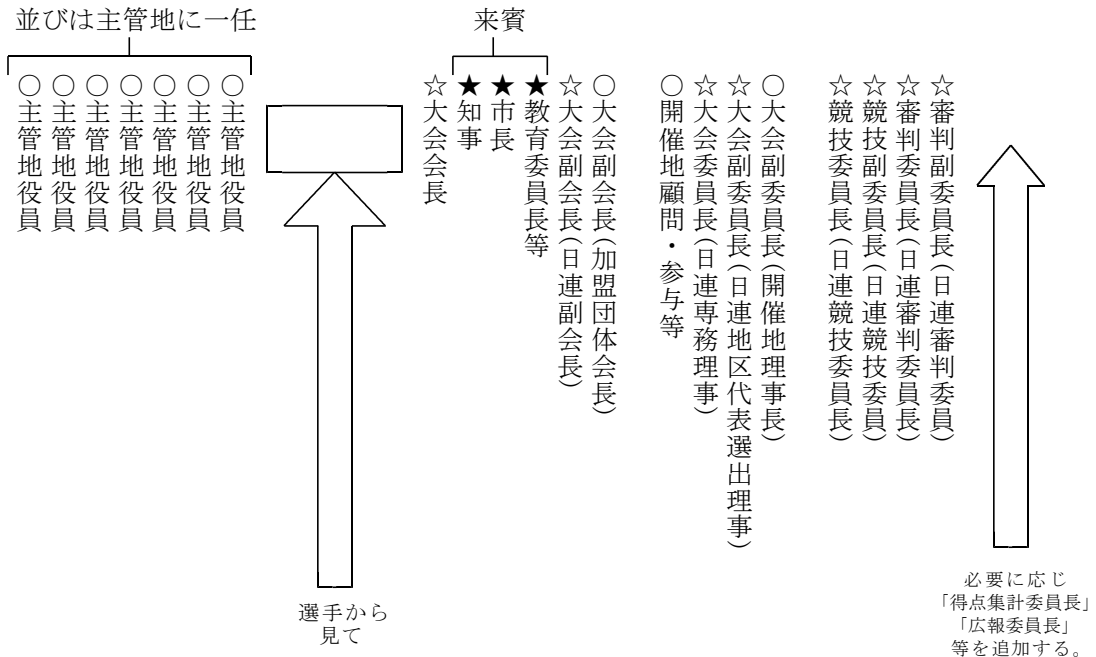 並びは主管地に一任
来賓
○主管地役員
○主管地役員
○主管地役員
○主管地役員
○主管地役員
○主管地役員
○主管地役員
☆大会会長
★知事
★市長
★教育委員長等
☆大会副会長(日連副会長)
○大会副会長(加盟団体会長)
○開催地顧問・参与等
☆大会委員長(日連専務理事)
☆大会副委員長(日連地区代表選出理事)
○大会副委員長(開催地理事長)
☆競技委員長(日連競技委員長)
☆競技副委員長(日連競技委員)
☆審判委員長(日連審判委員長)
☆審判副委員長(日連審判委員)
選手から
見て
必要に応じ
「得点集計委員長」
「広報委員長」
等を追加する。